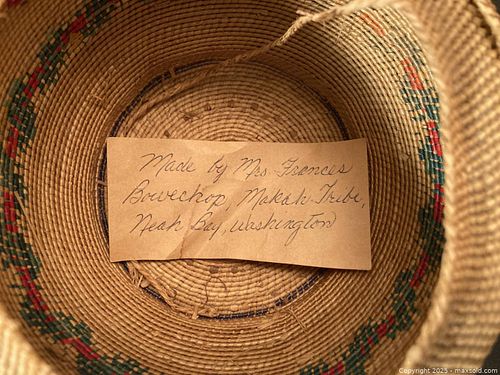 Made by Mrs Frances
Bowechop, Makah Tribe,
Neah Bay, Washington
Copyright 2025 - maxsold.com